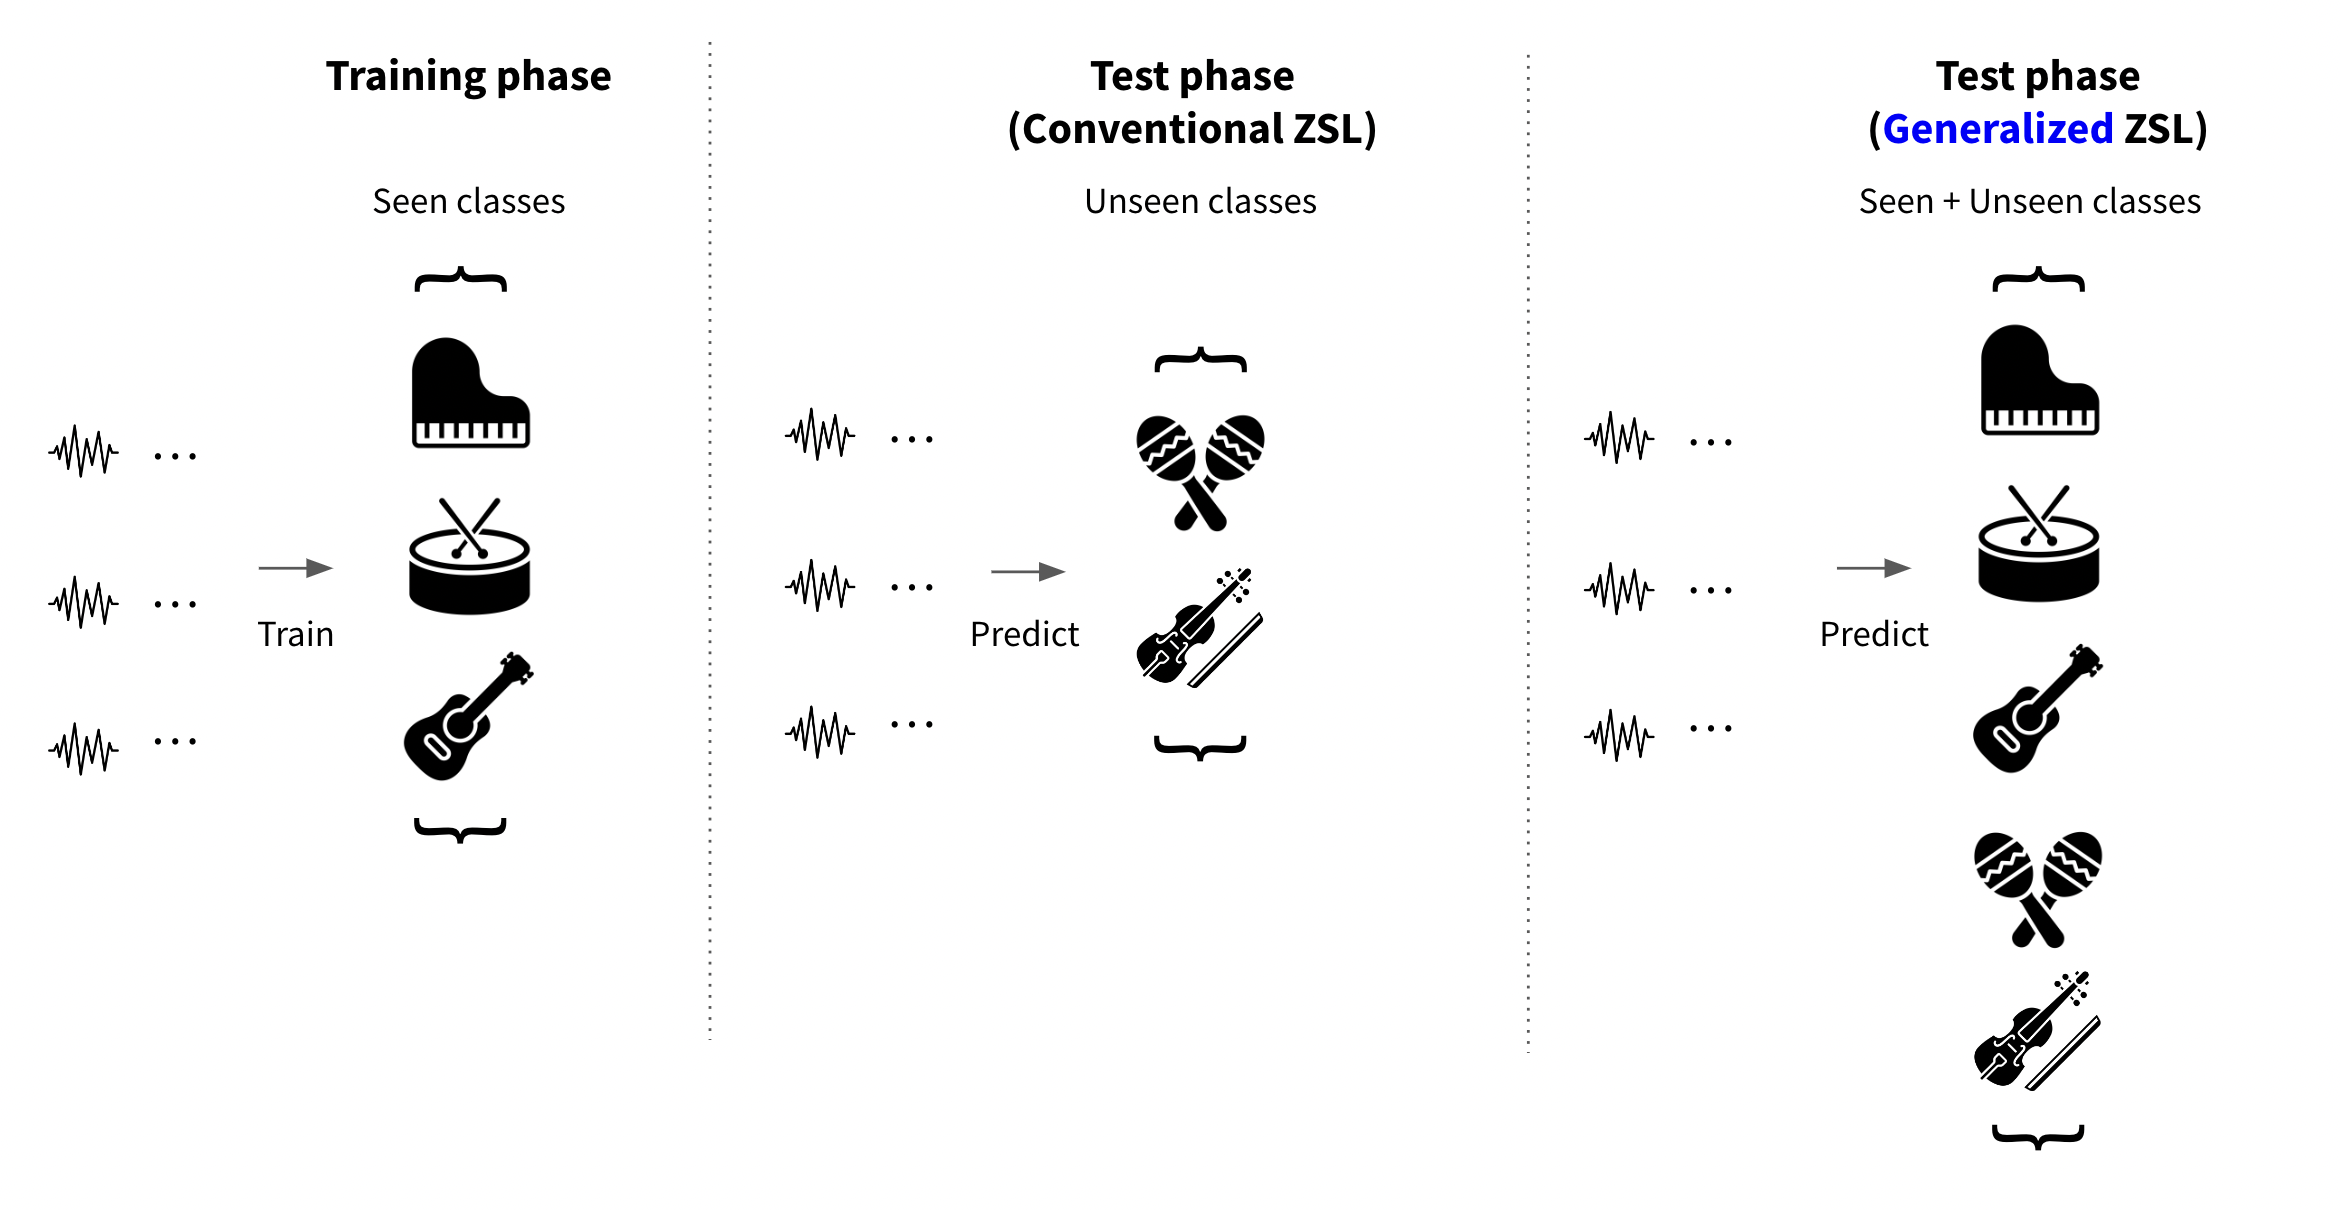 Training phase
Seen classes
...
...
...
Train
Test phase
(Conventional ZSL)
Unseen classes
...
...
...
Predict
Test phase
(Generalized ZSL)
Seen + Unseen classes
...
...
...
Predict